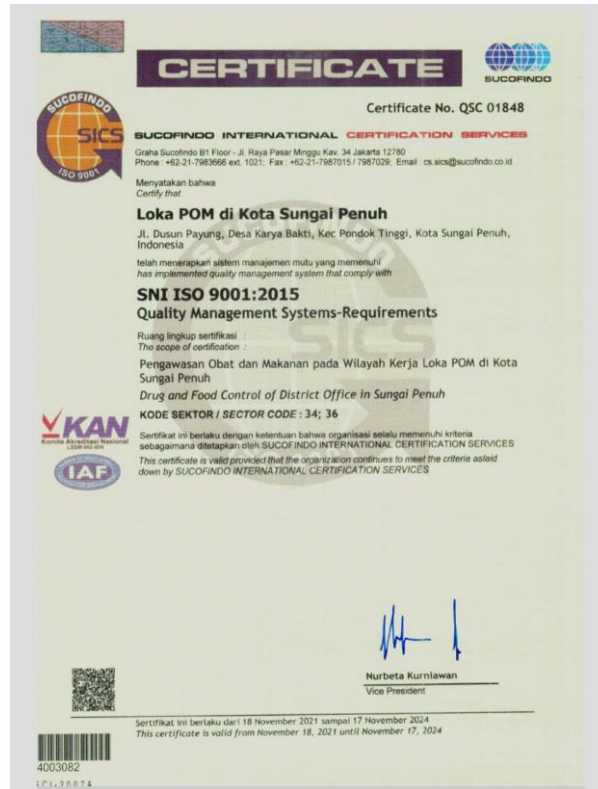 CERTIFICATE
SUCOFINDO
Certificate No. QSC 01848
SUCOFINDO
SICS
ISO 9001
SUCOFINDO INTERNATIONAL CERTIFICATION SERVICES
Graha Sucofindo B1 Floor - Jl. Raya Pasar Minggu Kav. 34 Jakarta 12780
Phone : +62-21-7983666 ext. 1021; Fax : +62-21-7987015 / 7987029; Email : cs.sics@sucofindo.co.id
Menyatakan bahwa
Certify that
Loka POM di Kota Sungai Penuh
Jl. Dusun Payung, Desa Karya Bakti, Kec Pondok Tinggi, Kota Sungai Penuh,
Indonesia
telah menerapkan sistem manajemen mutu yang memenuhi
has implemented quality management system that comply with
SNI ISO 9001:2015
Quality Management Systems-Requirements
Ruang lingkup sertifikasi :
The scope of certification :
Pengawasan Obat dan Makanan pada Wilayah Kerja Loka POM di Kota
Sungai Penuh
Drug and Food Control of District Office in Sungai Penuh
KODE SEKTOR / SECTOR CODE : 34; 36
KAN
Komite Akreditasi Nasional
IAF
Sertifikat ini berlaku dengan ketentuan bahwa organisasi selalu memenuhi kriteria
sebagaimana ditetapkan oleh SUCOFINDO INTERNATIONAL CERTIFICATION SERVICES
This certificate is valid provided that the organization continues to meet the criteria aslaid
down by SUCOFINDO INTERNATIONAL CERTIFICATION SERVICES
Nurbeta Kurniawan
Vice President
Sertifikat ini berlaku dari 18 November 2021 sampai 17 November 2024
This certificate is valid from November 18, 2021 until November 17, 2024
4003082